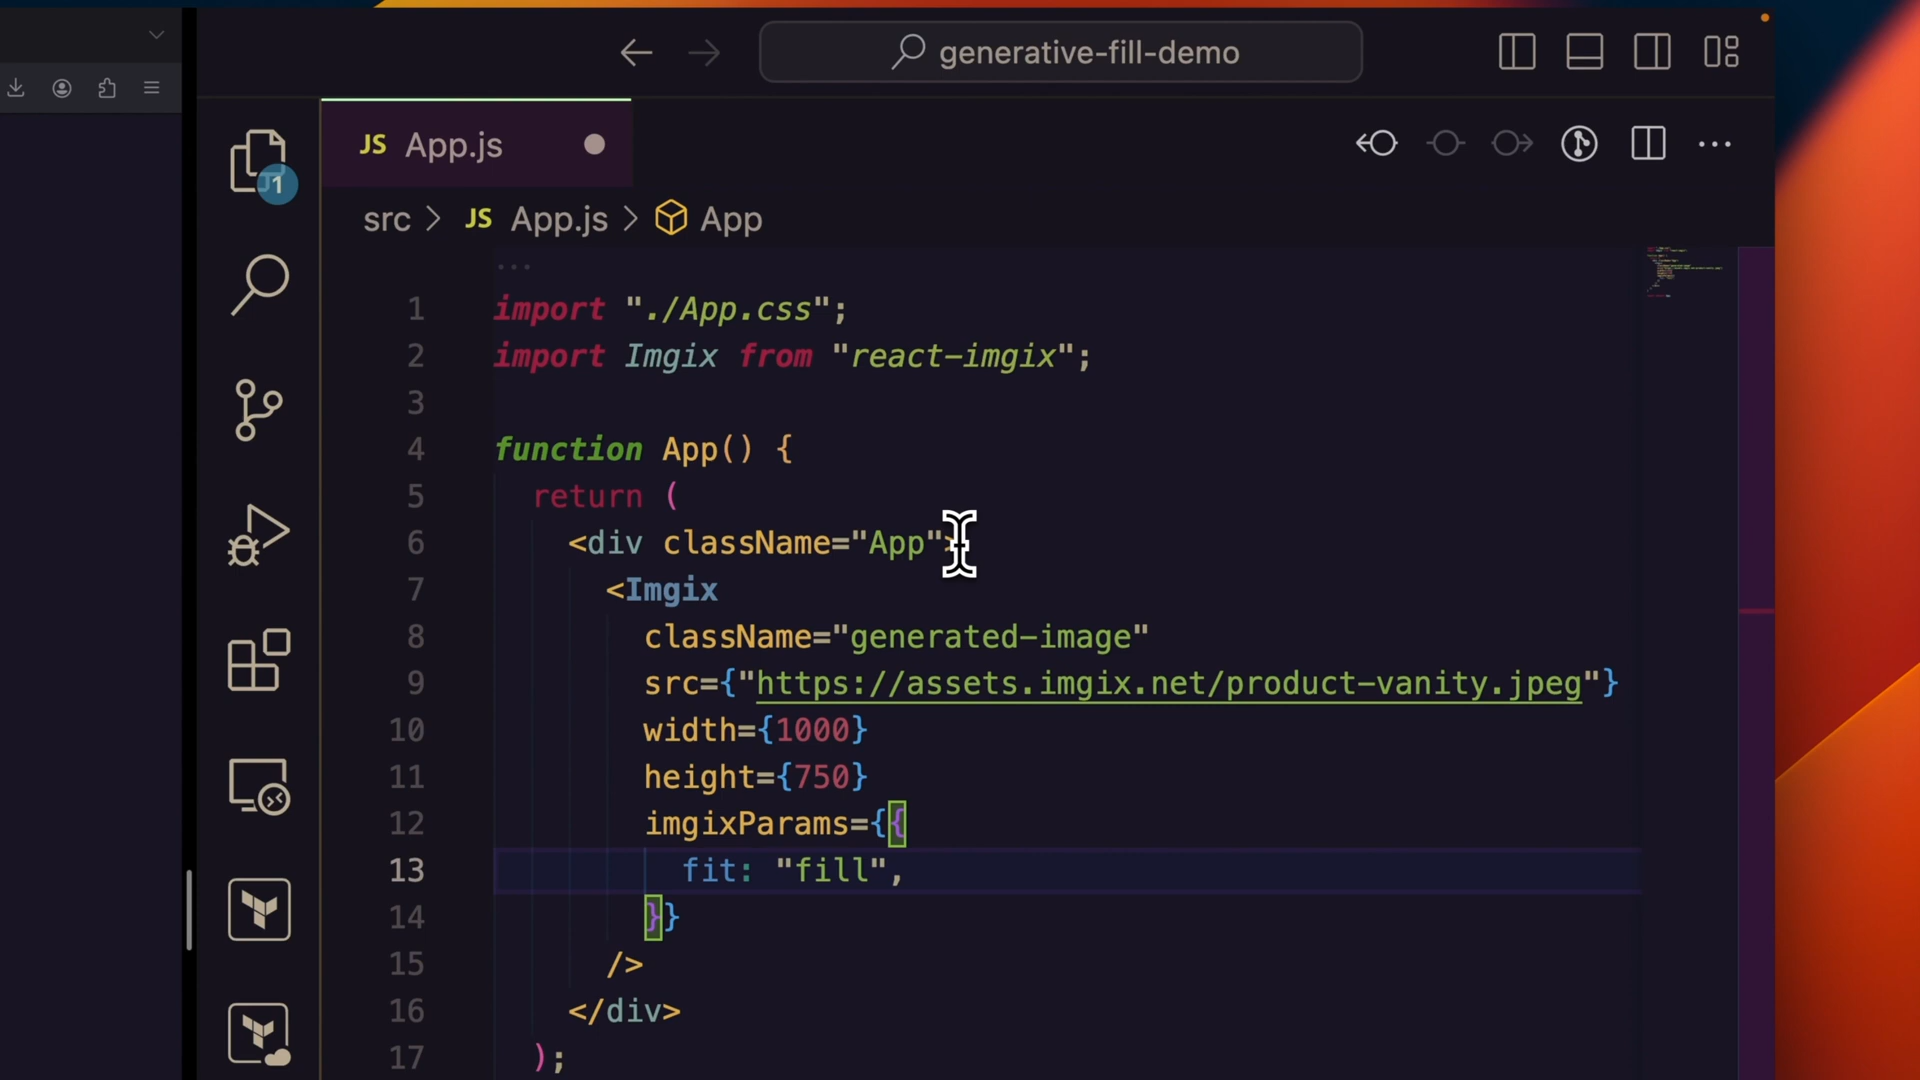 generative-fill-demo
JS App.js
1
src > JS App.js > App
...
1 import "./App.css";
2 import Imgix from "react-imgix";
3
4 function App() {
5 return (
6 <div className="App">
7 <Imgix
8 className="generated-image"
9 src={"https://assets.imgix.net/product-vanity.jpeg"}
10 width={1000}
11 height={750}
12 imgixParams={{
13 fit: "fill",
14 }}
15 />
16 </div>
17 );